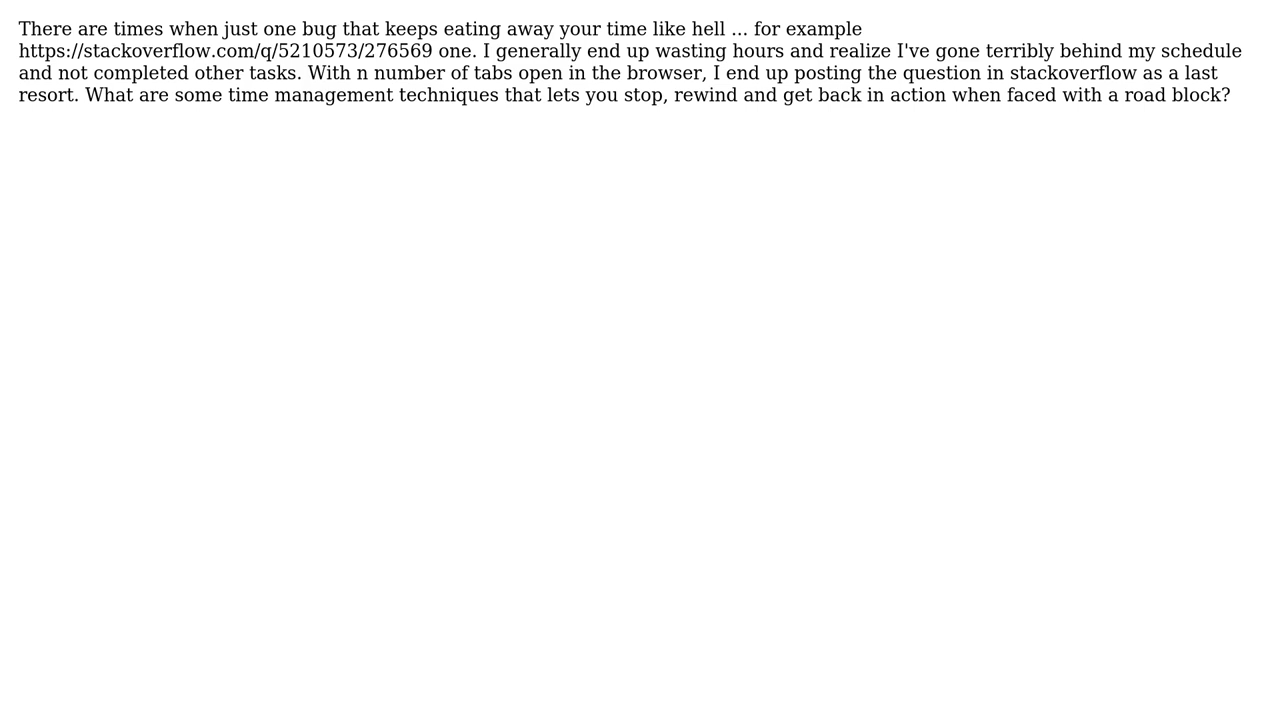 There are times when just one bug that keeps eating away your time like hell ... for example
https://stackoverflow.com/q/5210573/276569 one. I generally end up wasting hours and realize I've gone terribly behind my schedule
and not completed other tasks. With n number of tabs open in the browser, I end up posting the question in stackoverflow as a last
resort. What are some time management techniques that lets you stop, rewind and get back in action when faced with a road block?